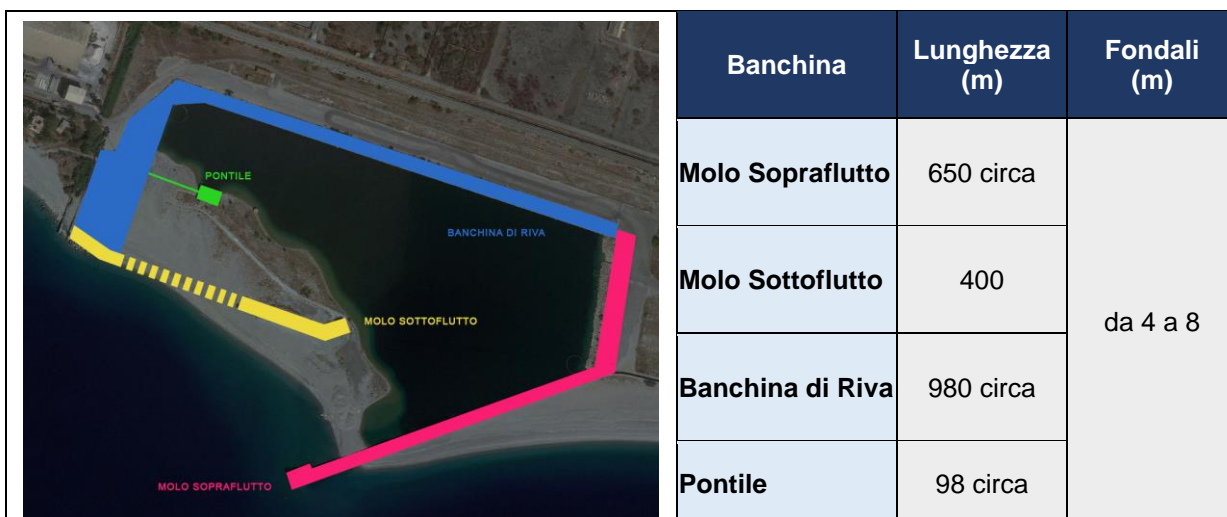 PONTILE
BANCHINA DI RIVA
MOLO SOTTOFLUTTO
MOLO SOPRAFLUTTO
Banchina
Lunghezza
(m)
Fondali
(m)
Molo Sopraflutto
650 circa
Molo Sottoflutto
400
Banchina di Riva
980 circa
Pontile
98 circa
da 4 a 8